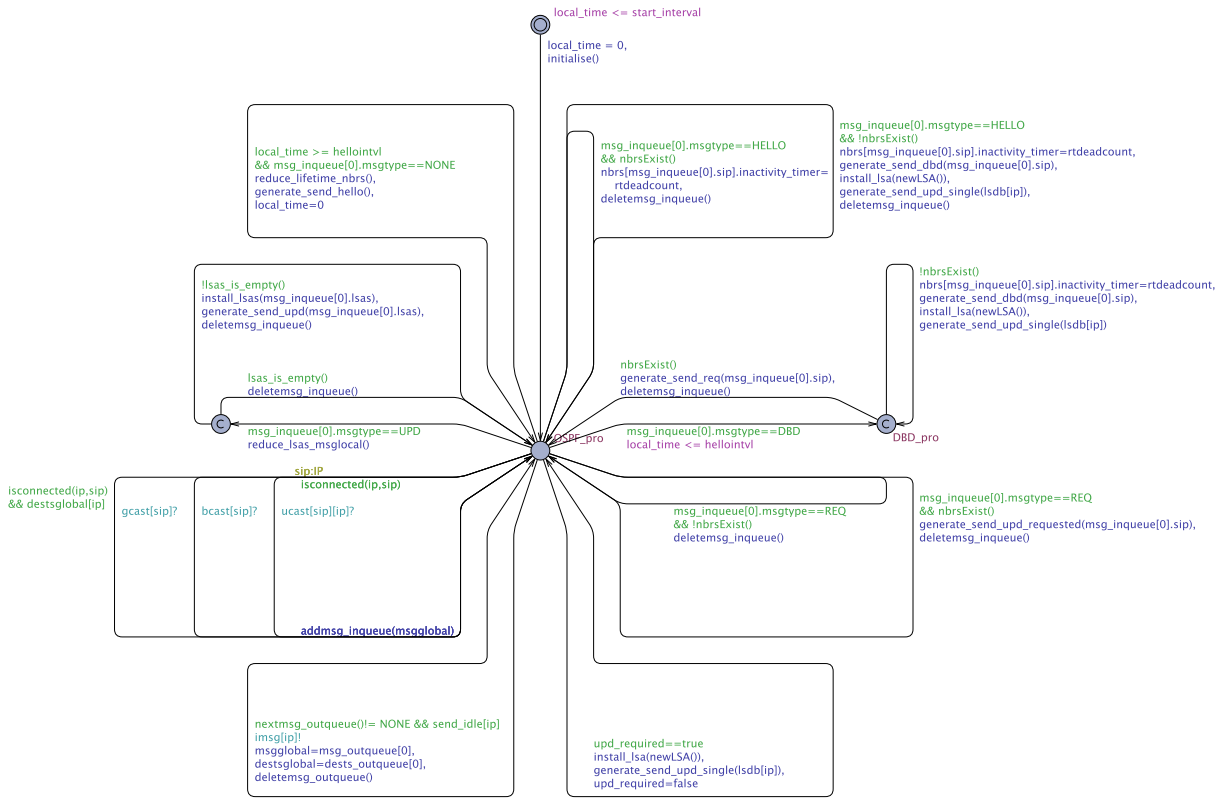 local_time <= start_interval
local_time = 0,
initialise()
local_time >= hellointvl
&& msg_inqueue[0].msgtype==NONE
reduce_lifetime_nbrs(),
generate_send_hello(),
local_time=0
msg_inqueue[0].msgtype==HELLO
&& nbrsExist()
nbrs[msg_inqueue[0].sip].inactivity_timer=
rtdeadcount,
deletemsg_inqueue()
msg_inqueue[0].msgtype==HELLO
&& !nbrsExist()
nbrs[msg_inqueue[0].sip].inactivity_timer=rtdeadcount,
generate_send_dbd(msg_inqueue[0].sip),
install_lsa(newLSA()),
generate_send_upd_single(lsdb[ip]),
deletemsg_inqueue()
!lsas_is_empty()
install_lsas(msg_inqueue[0].lsas),
generate_send_upd(msg_inqueue[0].lsas),
deletemsg_inqueue()
!nbrsExist()
nbrs[msg_inqueue[0].sip].inactivity_timer=rtdeadcount,
generate_send_dbd(msg_inqueue[0].sip),
install_lsa(newLSA()),
generate_send_upd_single(lsdb[ip])
lsas_is_empty()
deletemsg_inqueue()
nbrsExist()
generate_send_req(msg_inqueue[0].sip),
deletemsg_inqueue()
C
C
msg_inqueue[0].msgtype==UPD
reduce_lsas_msglocal()
OSPF_pro
msg_inqueue[0].msgtype==DBD
local_time <= hellointvl
DBD_pro
sip:IP
isconnected(ip,sip)
isconnected(ip,sip)
&& destsglobal[ip]
gcast[sip]?
bcast[sip]?
ucast[sip][ip]?
addmsg_inqueue(msgglobal)
msg_inqueue[0].msgtype==REQ
&& !nbrsExist()
deletemsg_inqueue()
msg_inqueue[0].msgtype==REQ
&& nbrsExist()
generate_send_upd_requested(msg_inqueue[0].sip),
deletemsg_inqueue()
nextmsg_outqueue()!= NONE && send_idle[ip]
imsg[ip]!
msgglobal=msg_outqueue[0],
destsglobal=dests_outqueue[0],
deletemsg_outqueue()
upd_required==true
install_lsa(newLSA()),
generate_send_upd_single(lsdb[ip]),
upd_required=false